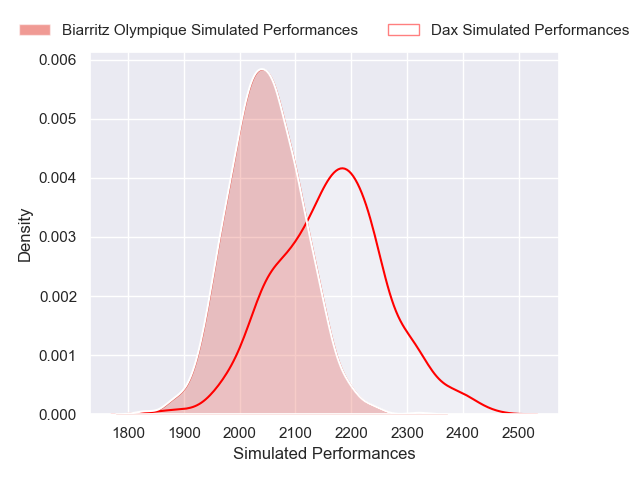 Biarritz Olympique Simulated Performances
Dax Simulated Performances
0.006
0.005
0.004
0.003
0.002
0.001
0.000
Density
1800 1900 2000 2100 2200 2300 2400 2500
Simulated Performances